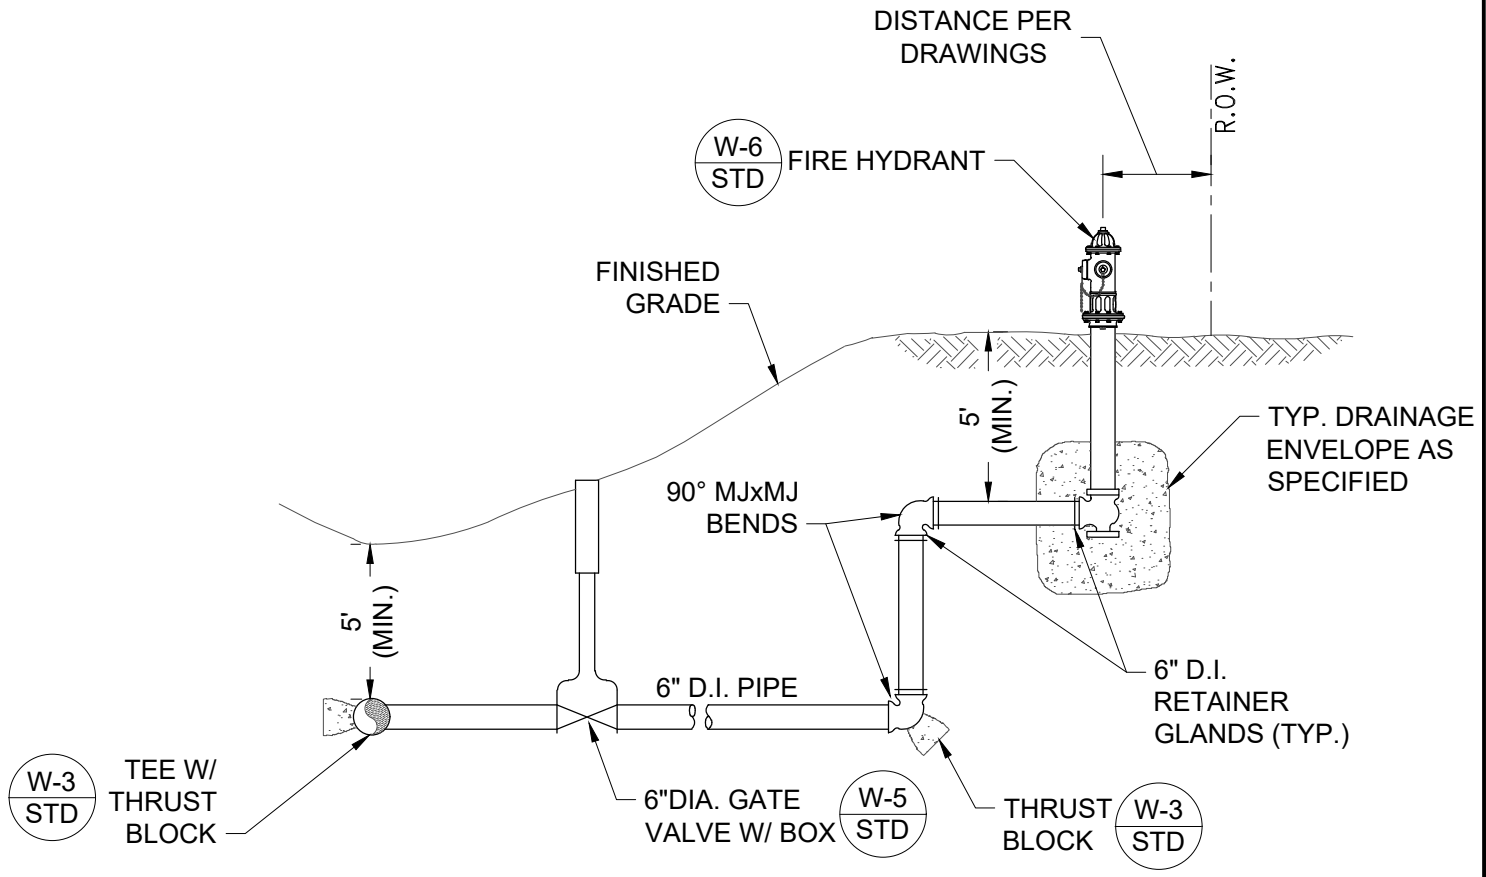 DISTANCE PER
DRAWINGS
R.O.W.
W-6
STD
FIRE HYDRANT
FINISHED
GRADE
5'
(MIN.)
TYP. DRAINAGE
ENVELOPE AS
SPECIFIED
90° MJxMJ
BENDS
5'
(MIN.)
6" D.I. PIPE
6" D.I.
RETAINER
GLANDS (TYP.)
W-3
STD
TEE W/
THRUST
BLOCK
6"DIA. GATE
VALVE W/ BOX
W-5
STD
THRUST
BLOCK
W-3
STD